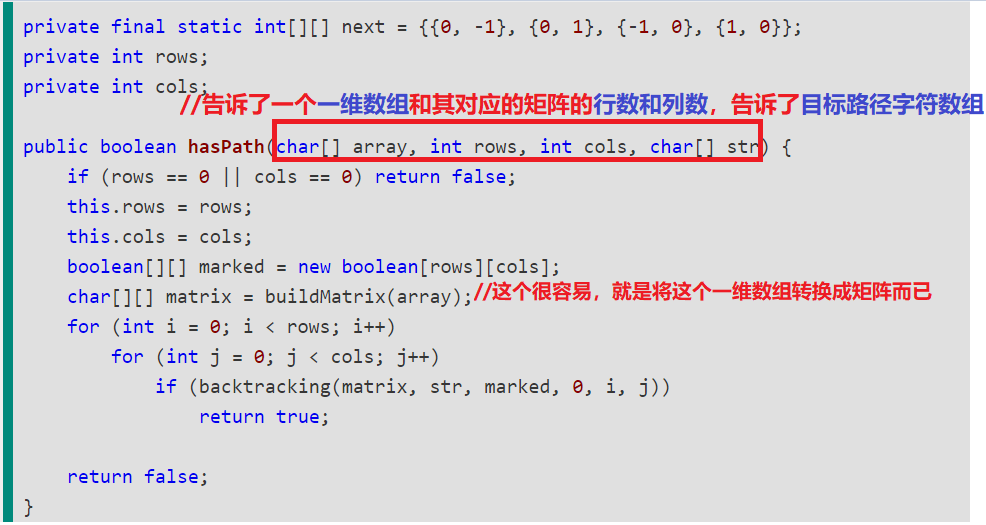 private final static int[][] next = {{0, -1}, {0, 1}, {-1, 0}, {1, 0}};
private int rows;
private int cols;
//告诉了一个一维数组和其对应的矩阵的行数和列数，告诉了目标路径字符数组
public boolean hasPath(char[] array, int rows, int cols, char[] str) {
    if (rows == 0 || cols == 0) return false;
    this.rows = rows;
    this.cols = cols;
    boolean[][] marked = new boolean[rows][cols];
    char[][] matrix = buildMatrix(array);//这个很容易，就是将这个一维数组转换成矩阵而已
    for (int i = 0; i < rows; i++)
        for (int j = 0; j < cols; j++)
            if (backtracking(matrix, str, marked, 0, i, j))
                return true;
    return false;
}